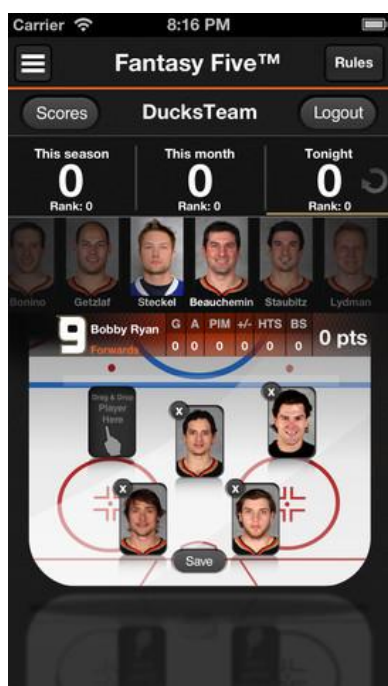 Carrier 8:16 PM
Fantasy Five™ Rules
Scores DucksTeam Logout
This season This month Tonight
0 0 0
Rank: 0 Rank: 0 Rank: 0
Bonino Getzlaf Steckel Beauchemin Staubitz Lydman
9 Bobby Ryan G A PIM +/- HTS BS 0 pts
Forwards 0 0 0 0 0 0
Drag & Drop
Player
Here
X X
X X
Save